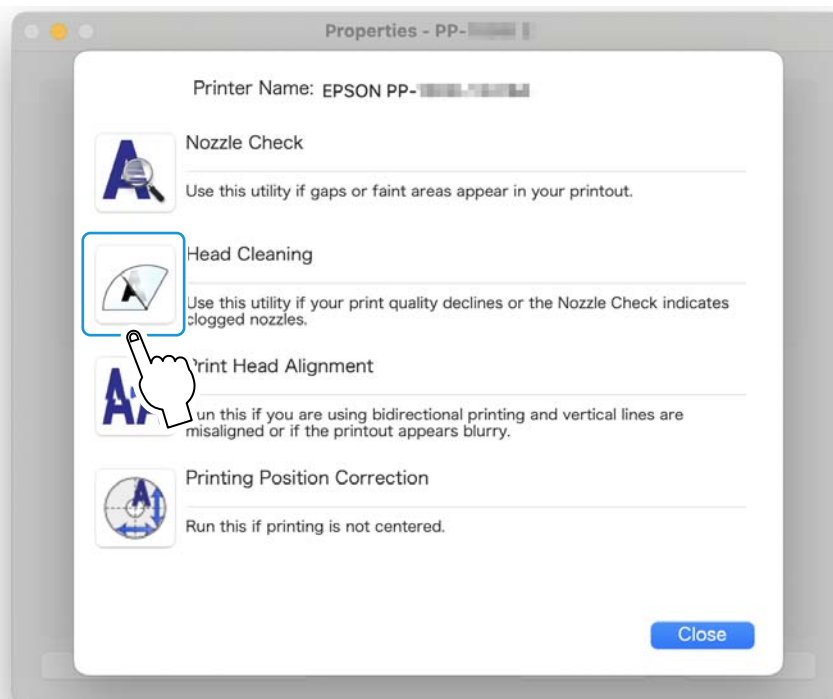 Properties - PP-
Printer Name: EPSON PP-
Nozzle Check
Use this utility if gaps or faint areas appear in your printout.
Head Cleaning
Use this utility if your print quality declines or the Nozzle Check indicates
clogged nozzles.
Print Head Alignment
Run this if you are using bidirectional printing and vertical lines are
misaligned or if the printout appears blurry.
Printing Position Correction
Run this if printing is not centered.
Close